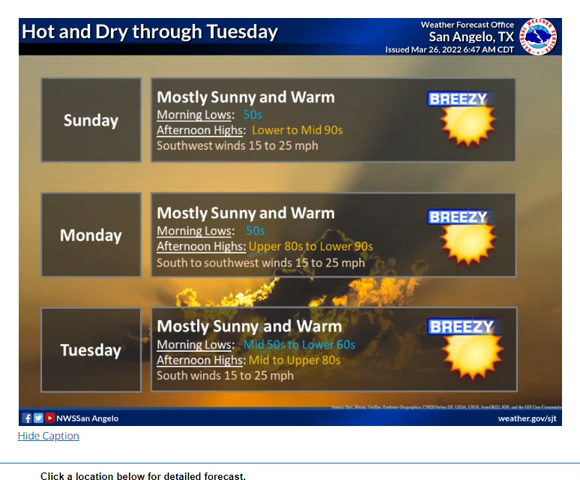 Hot and Dry through Tuesday
Weather Forecast Office
San Angelo, TX
Issued Mar 26, 2022 6:47 AM CDT
Sunday
Mostly Sunny and Warm
Morning Lows: 50s
Afternoon Highs: Lower to Mid 90s
Southwest winds 15 to 25 mph
BREEZY
Monday
Mostly Sunny and Warm
Morning Lows: 50s
Afternoon Highs: Upper 80s to Lower 90s
South to southwest winds 15 to 25 mph
BREEZY
Tuesday
Mostly Sunny and Warm
Morning Lows: Mid 50s to Lower 60s
Afternoon Highs: Mid to Upper 80s
South winds 15 to 25 mph
BREEZY
NWSSan Angelo
weather.gov/sjt
Hide Caption
Click a location below for detailed forecast.